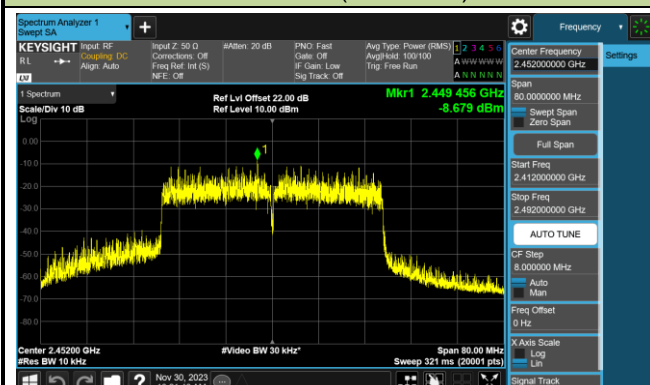 Spectrum Analyzer 1
Swept SA
+
Frequency
KEYSIGHT
RL
LXI
Input: RF
Coupling: DC
Align: Auto
Input Z: 50 Ω
Corrections: Off
Freq Ref: Int (S)
NFE: Off
#Atten: 20 dB
PNO: Fast
Gate: Off
IF Gain: Low
Sig Track: Off
Avg Type: Power (RMS)
Avg|Hold: 100/100
Trig: Free Run
1 2 3 4 5 6
A W W W W W
A N N N N N
1 Spectrum
Scale/Div 10 dB
Log
Ref Lvl Offset 22.00 dB
Ref Level 10.00 dBm
Mkr1 2.449 456 GHz
-8.679 dBm
1
0.00
-10.0
-20.0
-30.0
-40.0
-50.0
-60.0
-70.0
-80.0
Center 2.45200 GHz
#Res BW 10 kHz
#Video BW 30 kHz*
Span 80.00 MHz
Sweep 321 ms (20001 pts)
Nov 30, 2023
Center Frequency
2.452000000 GHz
Settings
Span
80.0000000 MHz
Swept Span
Zero Span
Full Span
Start Freq
2.412000000 GHz
Stop Freq
2.492000000 GHz
AUTO TUNE
CF Step
8.000000 MHz
Auto
Man
Freq Offset
0 Hz
X Axis Scale
Log
Lin
Signal Track